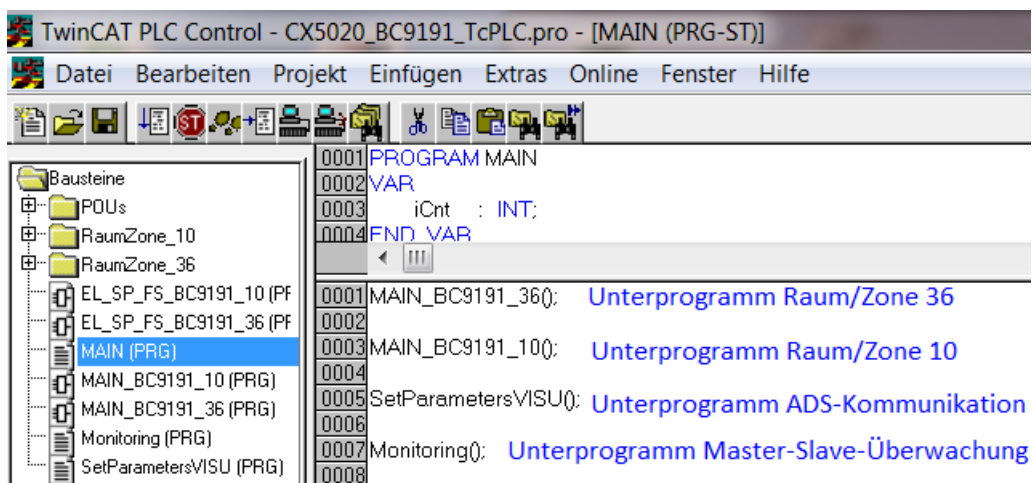 TwinCAT PLC Control - CX5020_BC9191_TcPLC.pro - [MAIN (PRG-ST)]
Datei Bearbeiten Projekt Einfügen Extras Online Fenster Hilfe
Bausteine
POUs
RaumZone_10
RaumZone_36
EL_SP_FS_BC9191_10 (PF
EL_SP_FS_BC9191_36 (PF
MAIN (PRG)
MAIN_BC9191_10 (PRG)
MAIN_BC9191_36 (PRG)
Monitoring (PRG)
SetParametersVISU (PRG)
0001 PROGRAM MAIN
0002 VAR
0003 iCnt : INT;
0004 END_VAR
0001 MAIN_BC9191_36(); Unterprogramm Raum/Zone 36
0002
0003 MAIN_BC9191_10(); Unterprogramm Raum/Zone 10
0004
0005 SetParametersVISU(); Unterprogramm ADS-Kommunikation
0006
0007 Monitoring(); Unterprogramm Master-Slave-Überwachung
0008